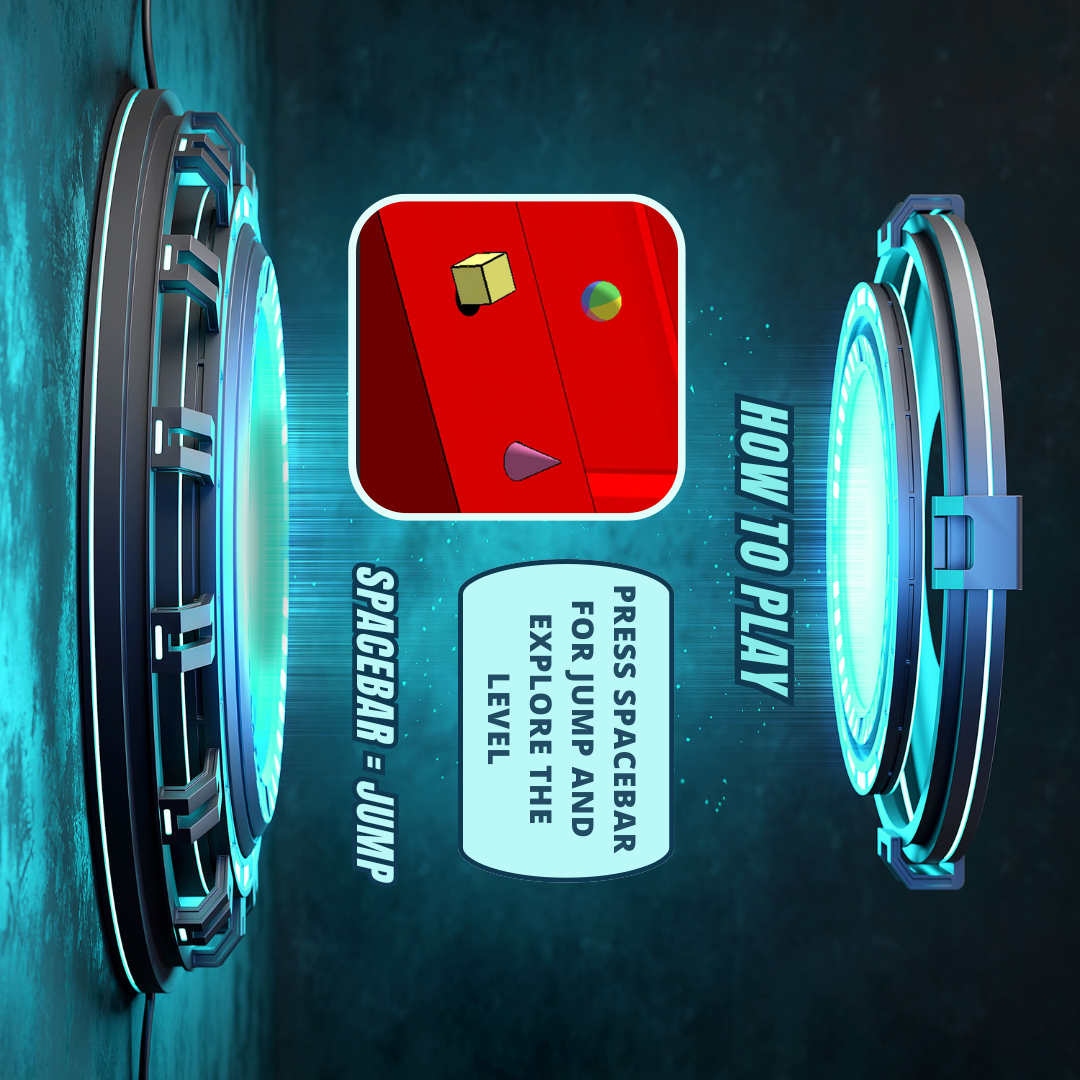 HOW TO PLAY
PRESS SPACEBAR
FOR JUMP AND
EXPLORE THE
LEVEL
SPACEBAR = JUMP